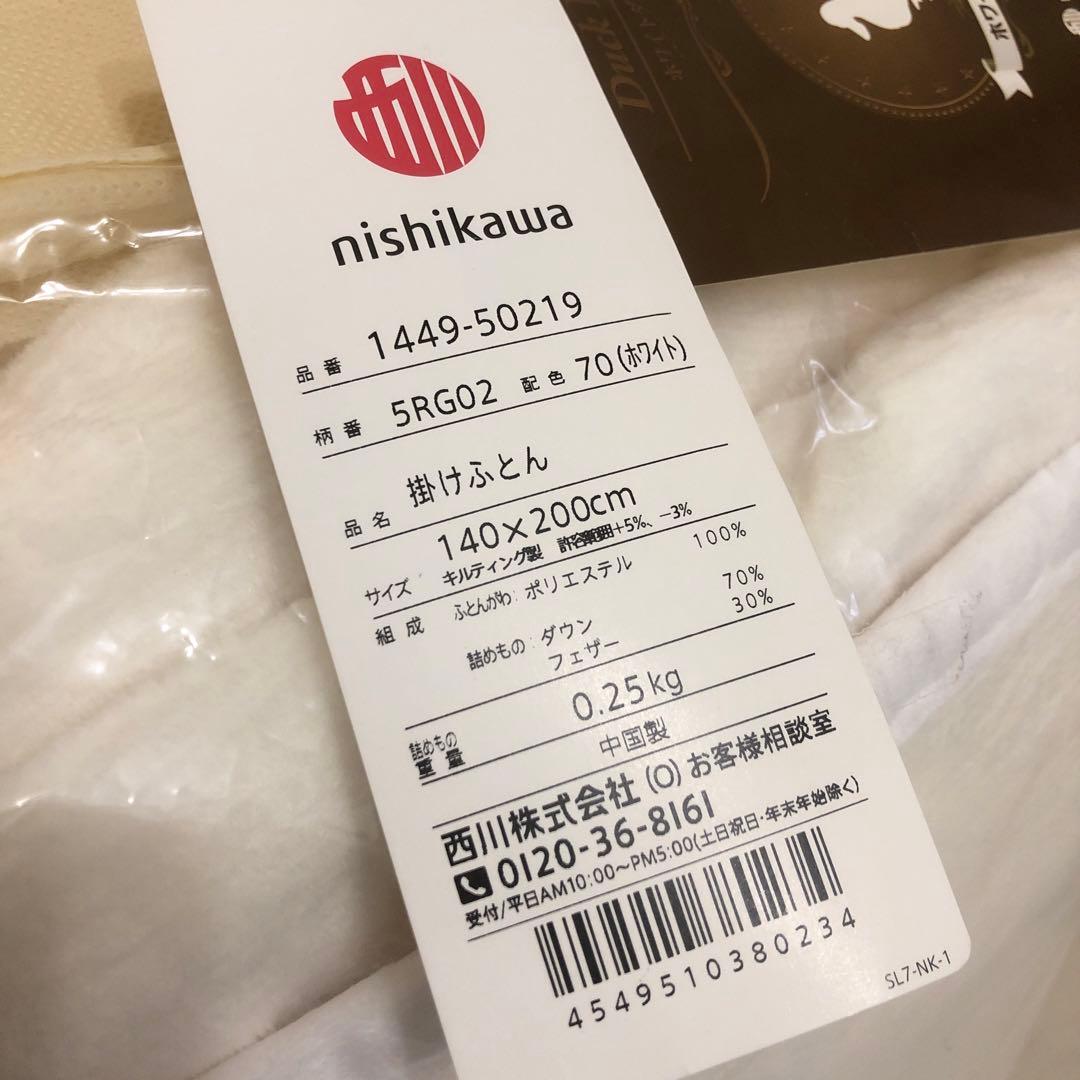 西川
nishikawa
品番 1449-50219
柄番 5RG02 配色 70(ホワイト)
品名 掛けふとん
サイズ 140×200cm
キルティング製 許容範囲+5%、−3%
組成 ふとんがわ: ポリエステル 100%
詰めもの: ダウン 70%
フェザー 30%
詰めもの重量 0.25kg
中国製
西川株式会社 (O) お客様相談室
0120-36-8161
受付/平日AM10:00〜PM5:00(土日祝日・年末年始除く)
4549510380234
SL7-NK-1
Duck
ホワ